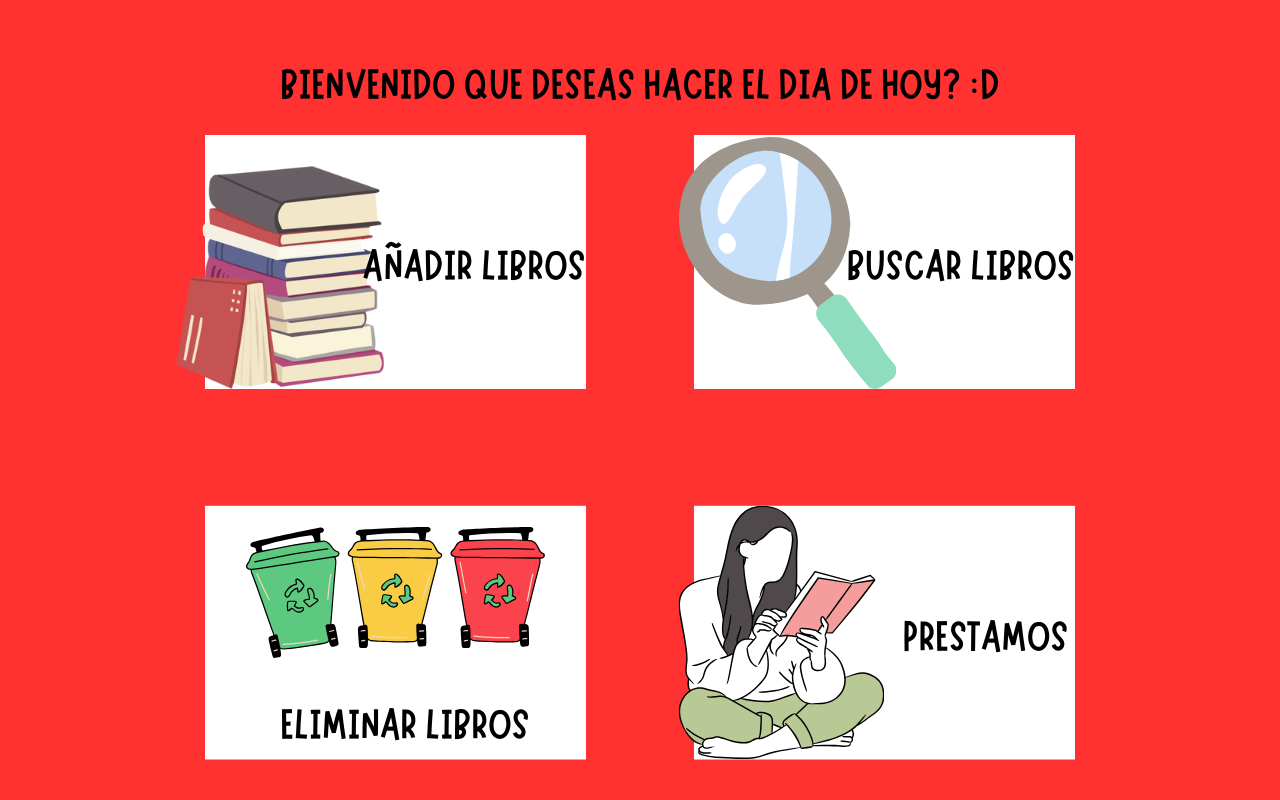 BIENVENIDO QUE DESEAS HACER EL DIA DE HOY? :D
AÑADIR LIBROS
BUSCAR LIBROS
ELIMINAR LIBROS
PRESTAMOS